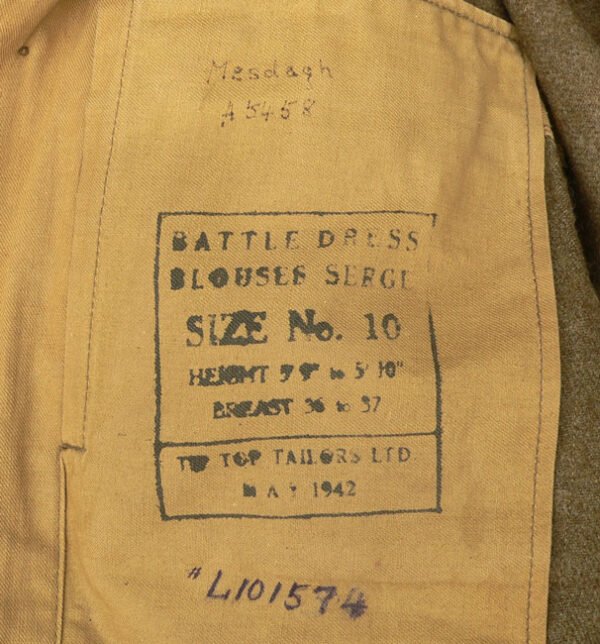 Mesdagh
A5458
BATTLE DRESS
BLOUSES SERGE
SIZE No. 10
HEIGHT 5'9" to 5'10"
BREAST 36 to 37
TIP TOP TAILORS LTD.
MAY 1942
"L101574